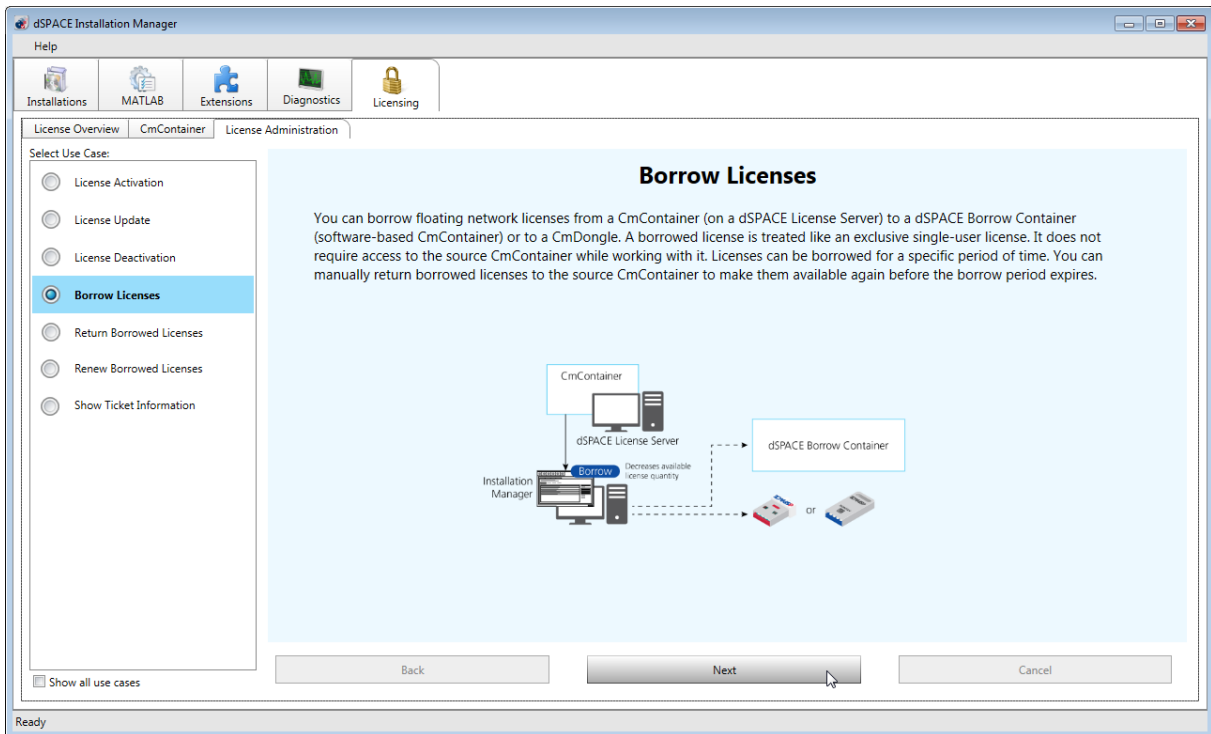 dSPACE Installation Manager
Help
Installations
MATLAB
Extensions
Diagnostics
Licensing
License Overview
CmContainer
License Administration
Select Use Case:
License Activation
License Update
License Deactivation
Borrow Licenses
Return Borrowed Licenses
Renew Borrowed Licenses
Show Ticket Information
Show all use cases
Borrow Licenses
You can borrow floating network licenses from a CmContainer (on a dSPACE License Server) to a dSPACE Borrow Container
(software-based CmContainer) or to a CmDongle. A borrowed license is treated like an exclusive single-user license. It does not
require access to the source CmContainer while working with it. Licenses can be borrowed for a specific period of time. You can
manually return borrowed licenses to the source CmContainer to make them available again before the borrow period expires.
CmContainer
dSPACE License Server
Installation
Manager
Borrow
Decreases available
license quantity
dSPACE Borrow Container
or
Back
Next
Cancel
Ready